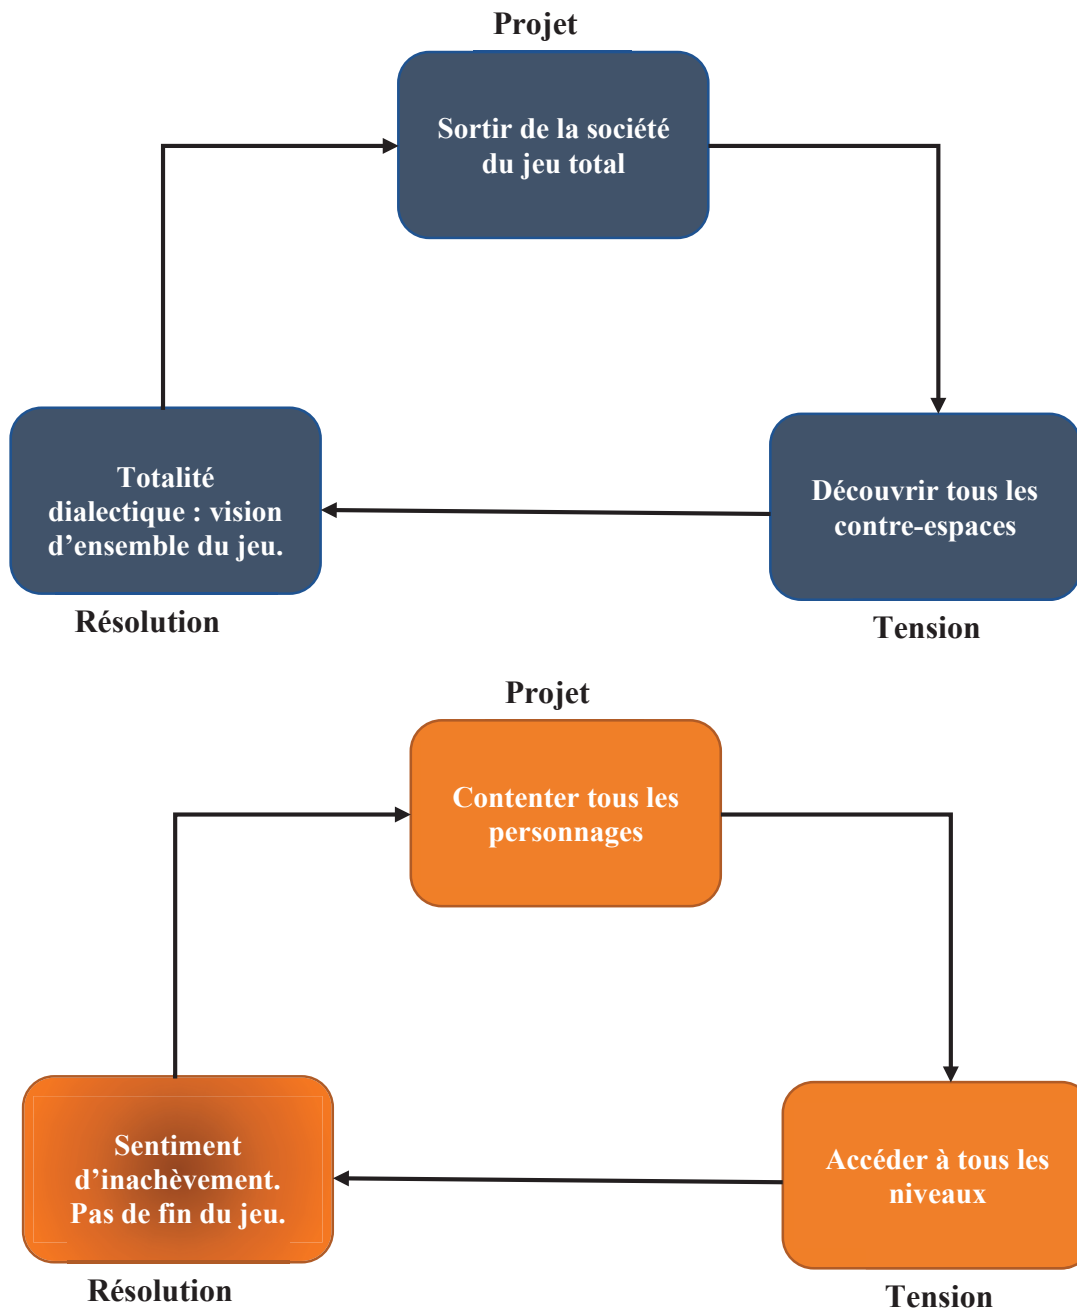 Projet
Sortir de la société
du jeu total
Totalité
dialectique : vision
d’ensemble du jeu.
Découvrir tous les
contre-espaces
Résolution
Tension
Projet
Contenter tous les
personnages
Sentiment
d’inachèvement.
Pas de fin du jeu.
Accéder à tous les
niveaux
Résolution
Tension